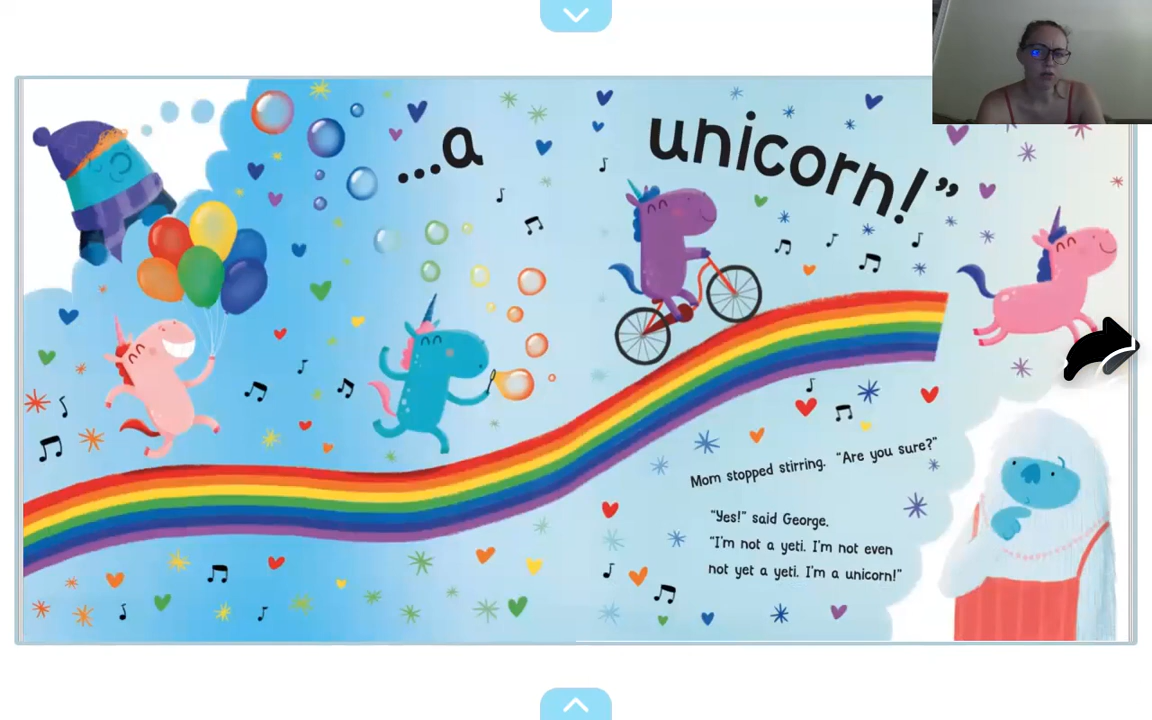 ...a
unicorn!”
Mom stopped stirring. “Are you sure?”
“Yes!” said George.
“I’m not a yeti. I’m not even
not yet a yeti. I’m a unicorn!”